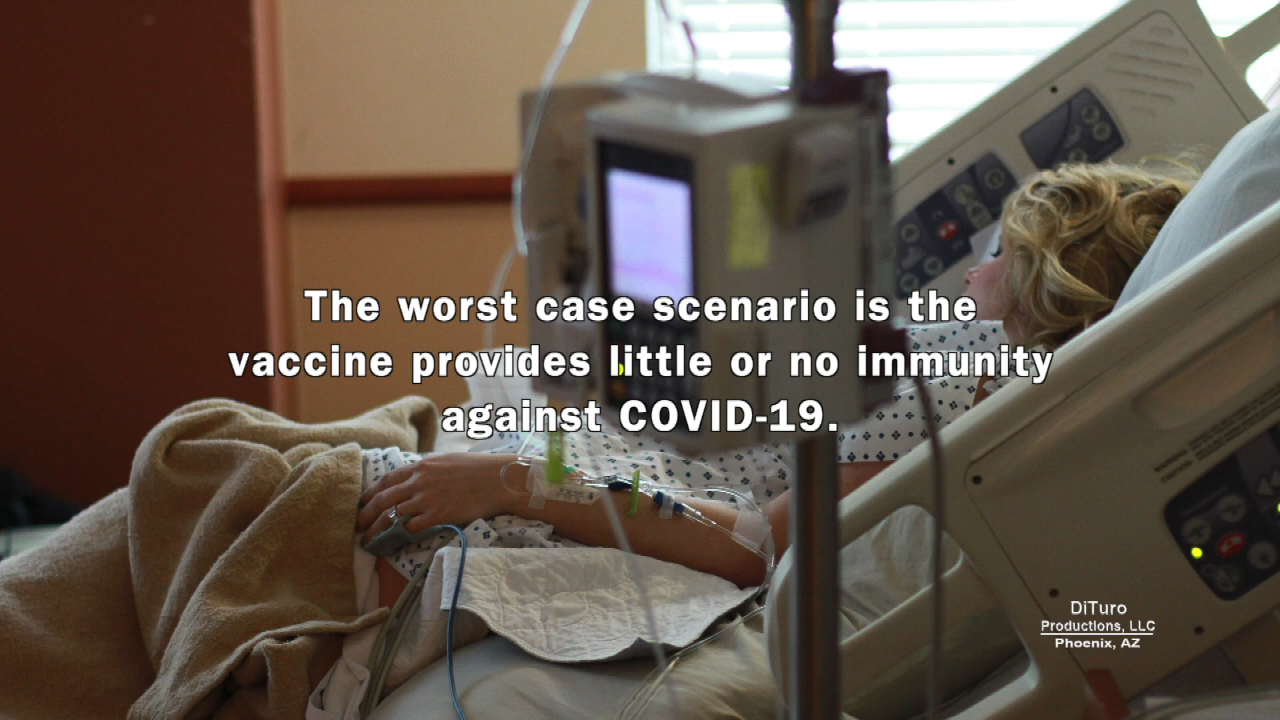 The worst case scenario is the
vaccine provides little or no immunity
against COVID-19.
DiTuro
Productions, LLC
Phoenix, AZ